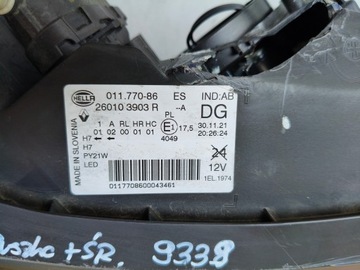 HELLA
011.770-86 ES IND:AB
26010 3903 R --A DG
PL
1 A RL HR HC E1 17,5 30.11.21
01 02 00 01 01 20:26:24
H7 4049
H7
PY21W 24
LED 12V
1EL.1974
MADE IN SLOVENIA
0117708600043461
+ŚR. 9338